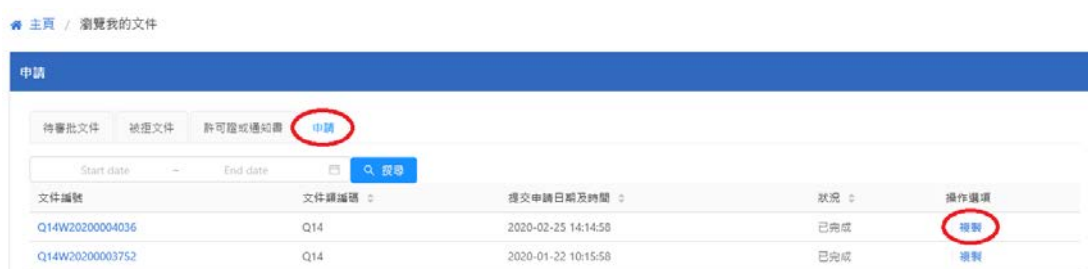 主頁 / 瀏覽我的文件
申請
待審批文件 被拒文件 許可證或通知書 申請
Start date ~ End date 搜尋
文件編號 文件類編碼 提交申請日期及時間 狀況 操作選項
Q14W20200004036 Q14 2020-02-25 14:14:58 已完成 複製
Q14W20200003752 Q14 2020-01-22 10:15:58 已完成 複製